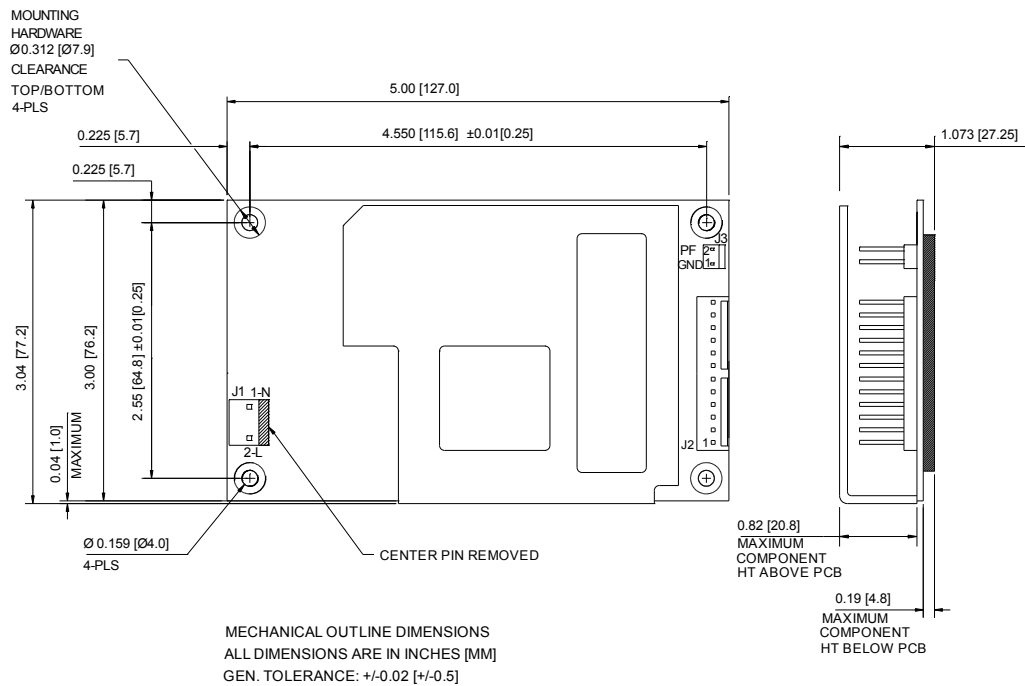 MOUNTING
HARDWARE
Ø0.312 [Ø7.9]
CLEARANCE
TOP/BOTTOM
4-PLS
5.00 [127.0]
0.225 [5.7]
4.550 [115.6] ±0.01[0.25]
1.073 [27.25]
0.225 [5.7]
J3
PF 2
GND 1
3.04 [77.2]
3.00 [76.2]
2.55 [64.8] ±0.01[0.25]
0.04 [1.0]
MAXIMUM
J1 1-N
2-L
J2 1
Ø 0.159 [Ø4.0]
4-PLS
CENTER PIN REMOVED
0.82 [20.8]
MAXIMUM
COMPONENT
HT ABOVE PCB
0.19 [4.8]
MAXIMUM
COMPONENT
HT BELOW PCB
MECHANICAL OUTLINE DIMENSIONS
ALL DIMENSIONS ARE IN INCHES [MM]
GEN. TOLERANCE: +/-0.02 [+/-0.5]